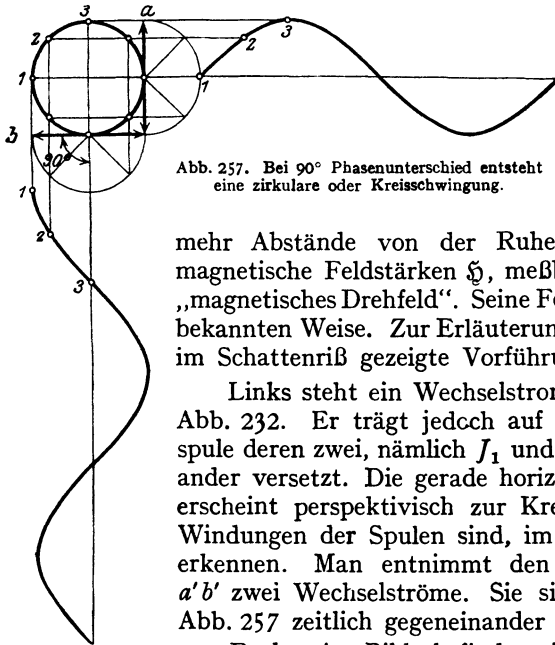 3
a
2
3
2
1
1
b
90°
1
2
3
Abb. 257. Bei 90° Phasenunterschied entsteht
eine zirkulare oder Kreisschwingung.
mehr Abstände von der Ruhe
magnetische Feldstärken 𝕳, meßb
„magnetisches Drehfeld“. Seine F
bekannten Weise. Zur Erläuterun
im Schattenriß gezeigte Vorführu
Links steht ein Wechselstrom
Abb. 232. Er trägt jedoch auf
spule deren zwei, nämlich J₁ und
ander versetzt. Die gerade horiz
erscheint perspektivisch zur Kre
Windungen der Spulen sind, im
erkennen. Man entnimmt den
a′b′ zwei Wechselströme. Sie si
Abb. 257 zeitlich gegeneinander